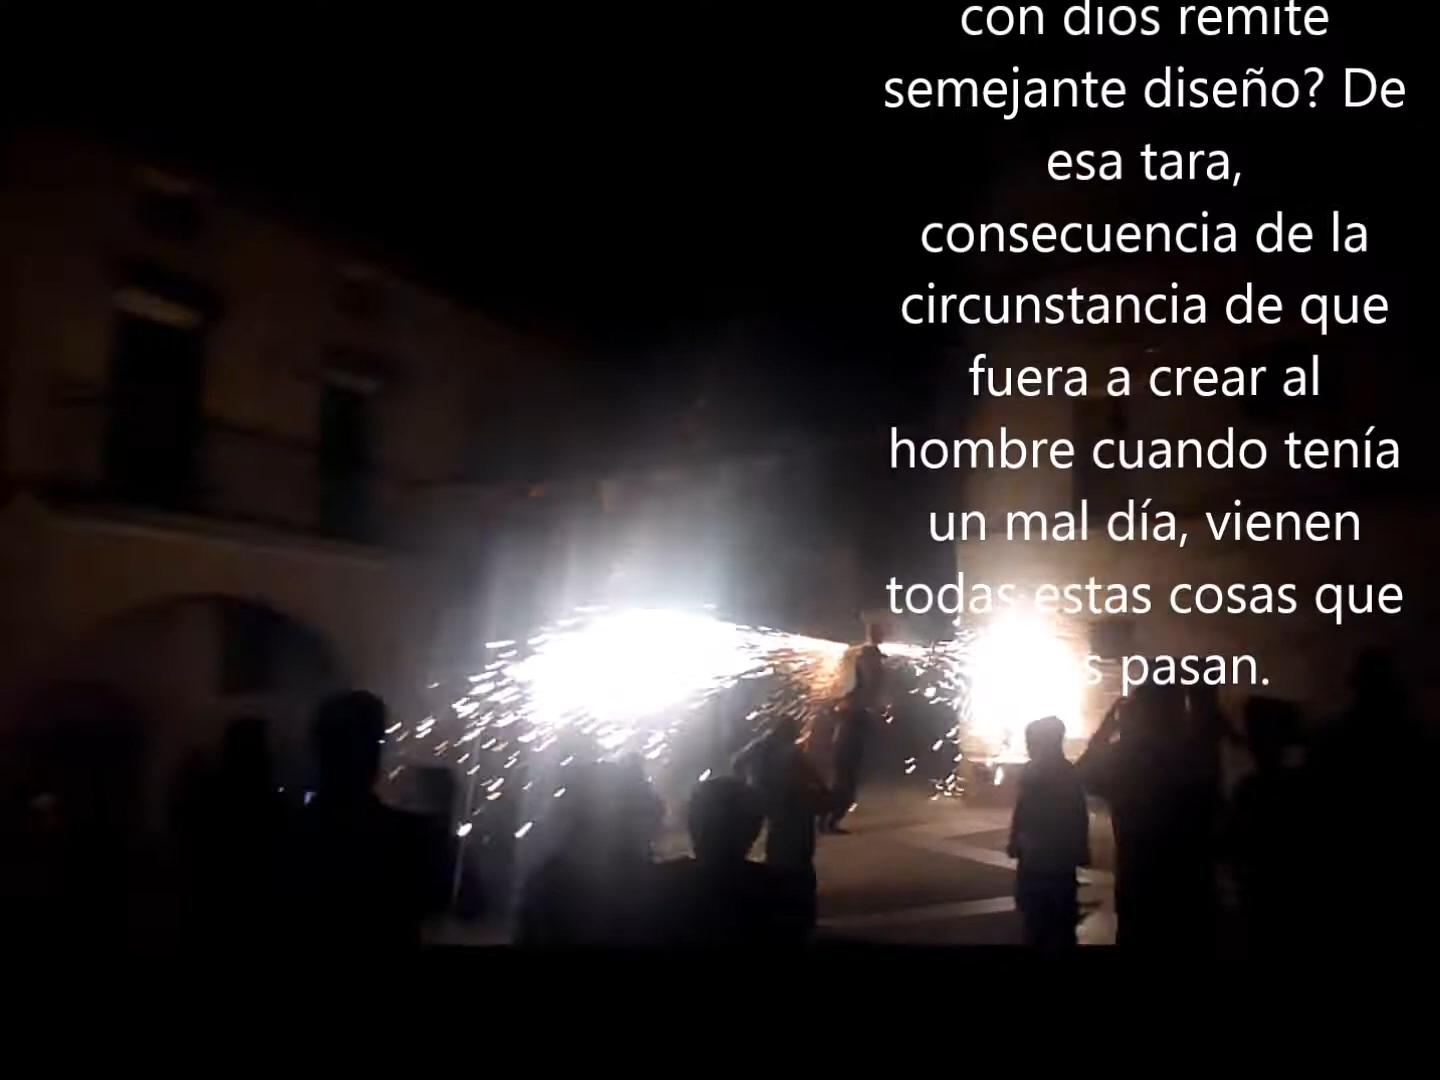 con dios remite
semejante diseño? De
esa tara,
consecuencia de la
circunstancia de que
fuera a crear al
hombre cuando tenía
un mal día, vienen
todas estas cosas que
pasan.